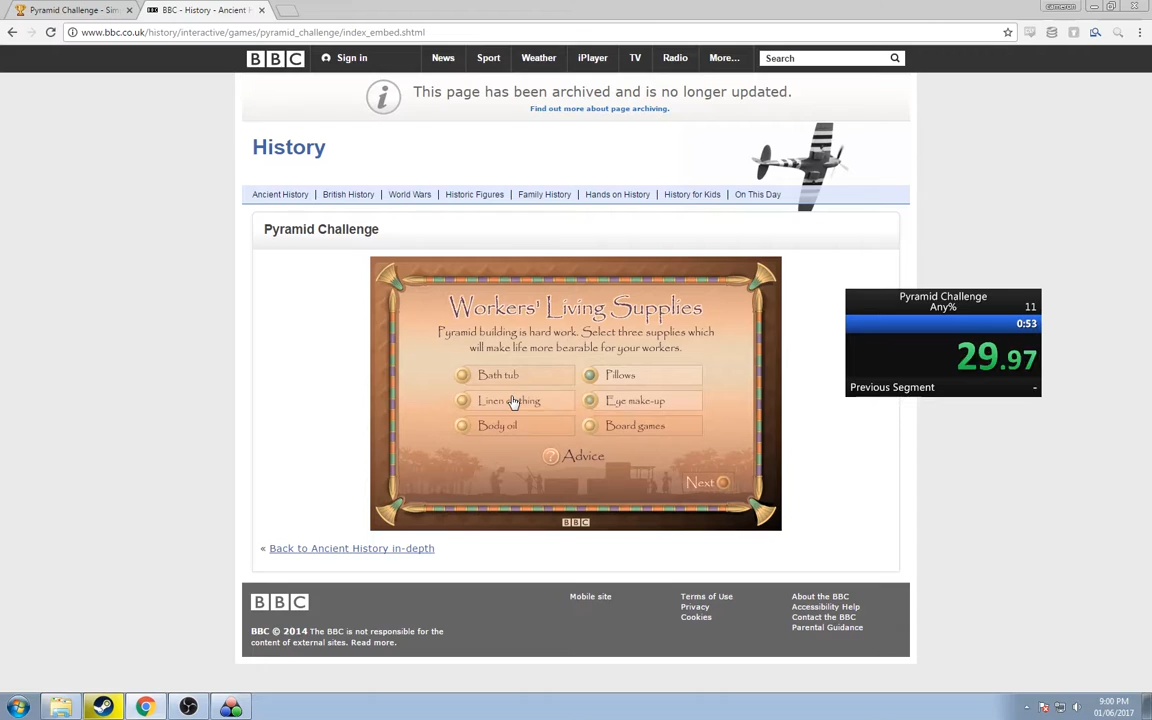 Pyramid Challenge - Sim
BBC - History - Ancient H
cameron
www.bbc.co.uk/history/interactive/games/pyramid_challenge/index_embed.shtml
BBC
Sign in
News
Sport
Weather
iPlayer
TV
Radio
More...
Search
This page has been archived and is no longer updated.
Find out more about page archiving.
History
Ancient History
British History
World Wars
Historic Figures
Family History
Hands on History
History for Kids
On This Day
Pyramid Challenge
Workers' Living Supplies
Pyramid building is hard work. Select three supplies which
will make life more bearable for your workers.
Bath tub
Pillows
Linen clothing
Eye make-up
Body oil
Board games
? Advice
Next
BBC
Pyramid Challenge
Any% 11
0:53
29.97
Previous Segment -
« Back to Ancient History in-depth
BBC
Mobile site
Terms of Use
Privacy
Cookies
About the BBC
Accessibility Help
Contact the BBC
Parental Guidance
BBC © 2014 The BBC is not responsible for the
content of external sites. Read more.
9:00 PM
01/06/2017